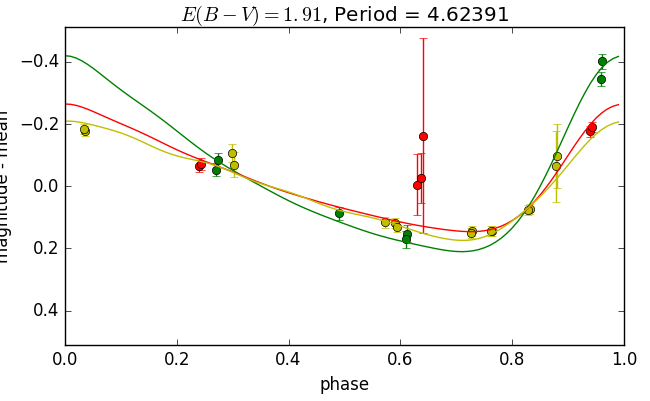 E(B − V) = 1.91, Period = 4.62391
magnitude - mean
−0.4
−0.2
0.0
0.2
0.4
0.0 0.2 0.4 0.6 0.8 1.0
phase